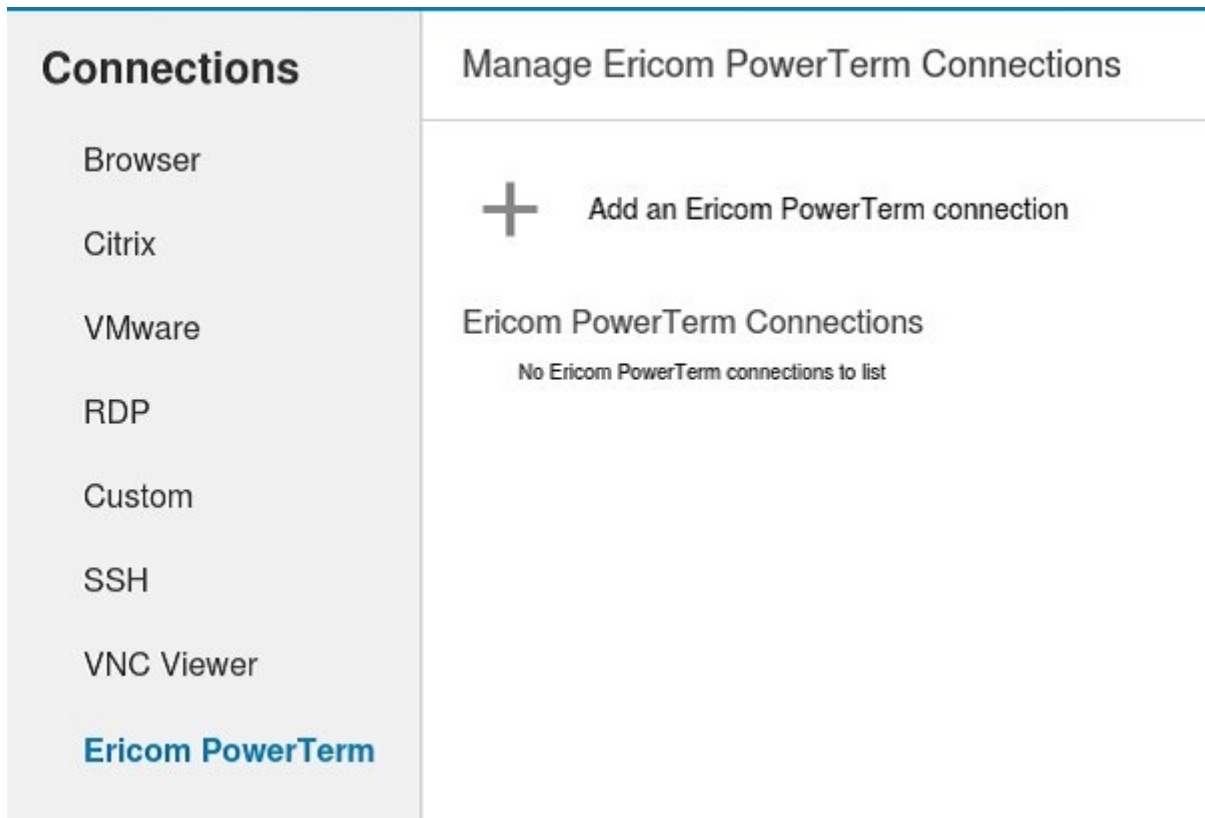 Connections
Browser
Citrix
VMware
RDP
Custom
SSH
VNC Viewer
Ericom PowerTerm
Manage Ericom PowerTerm Connections
Add an Ericom PowerTerm connection
Ericom PowerTerm Connections
No Ericom PowerTerm connections to list